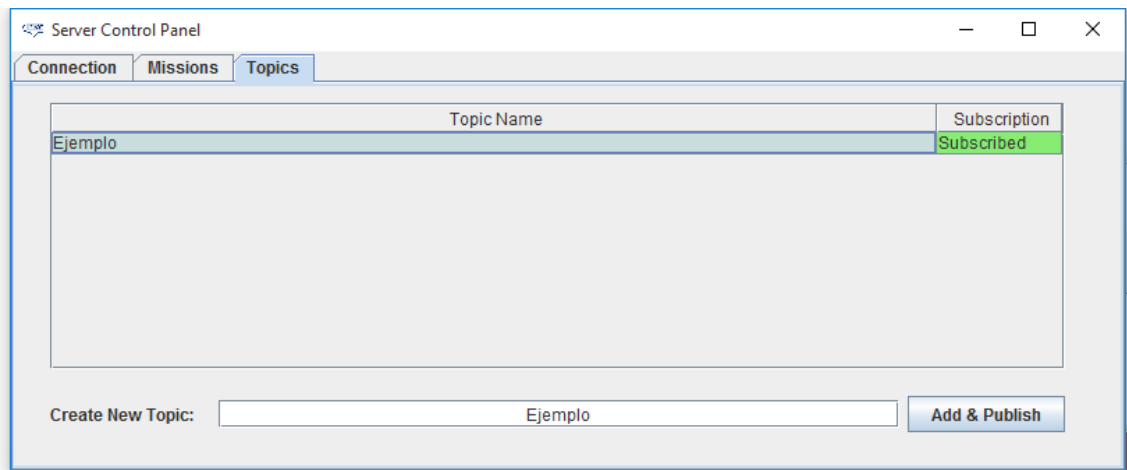 Server Control Panel
Connection Missions Topics
Topic Name Subscription
Ejemplo Subscribed
Create New Topic: Ejemplo Add & Publish